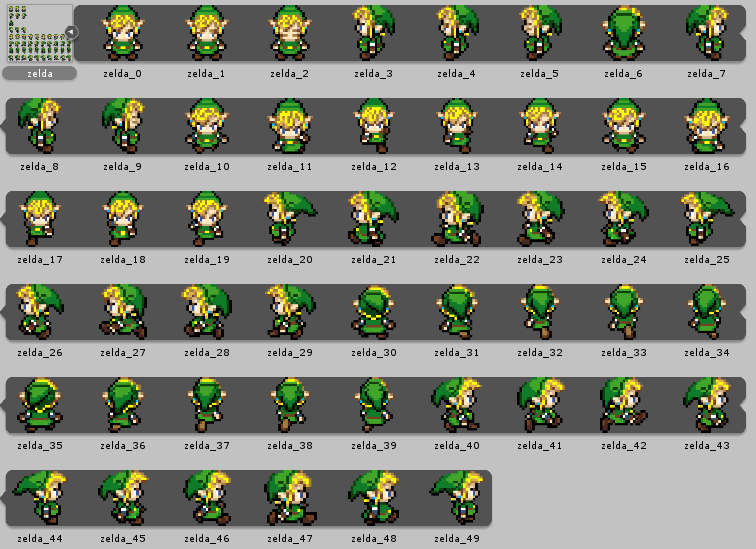 zelda zelda_0 zelda_1 zelda_2 zelda_3 zelda_4 zelda_5 zelda_6 zelda_7
zelda_8 zelda_9 zelda_10 zelda_11 zelda_12 zelda_13 zelda_14 zelda_15 zelda_16
zelda_17 zelda_18 zelda_19 zelda_20 zelda_21 zelda_22 zelda_23 zelda_24 zelda_25
zelda_26 zelda_27 zelda_28 zelda_29 zelda_30 zelda_31 zelda_32 zelda_33 zelda_34
zelda_35 zelda_36 zelda_37 zelda_38 zelda_39 zelda_40 zelda_41 zelda_42 zelda_43
zelda_44 zelda_45 zelda_46 zelda_47 zelda_48 zelda_49